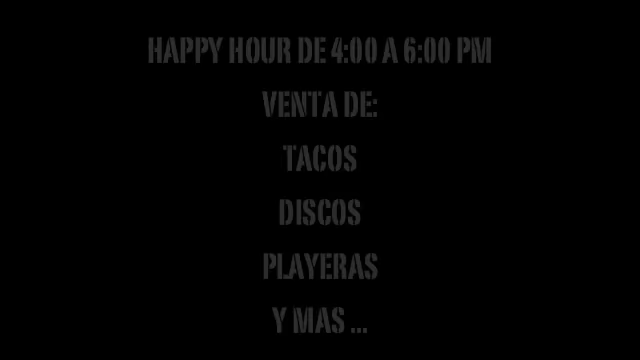 HAPPY HOUR DE 4:00 A 6:00 PM
VENTA DE:
TACOS
DISCOS
PLAYERAS
Y MAS ...